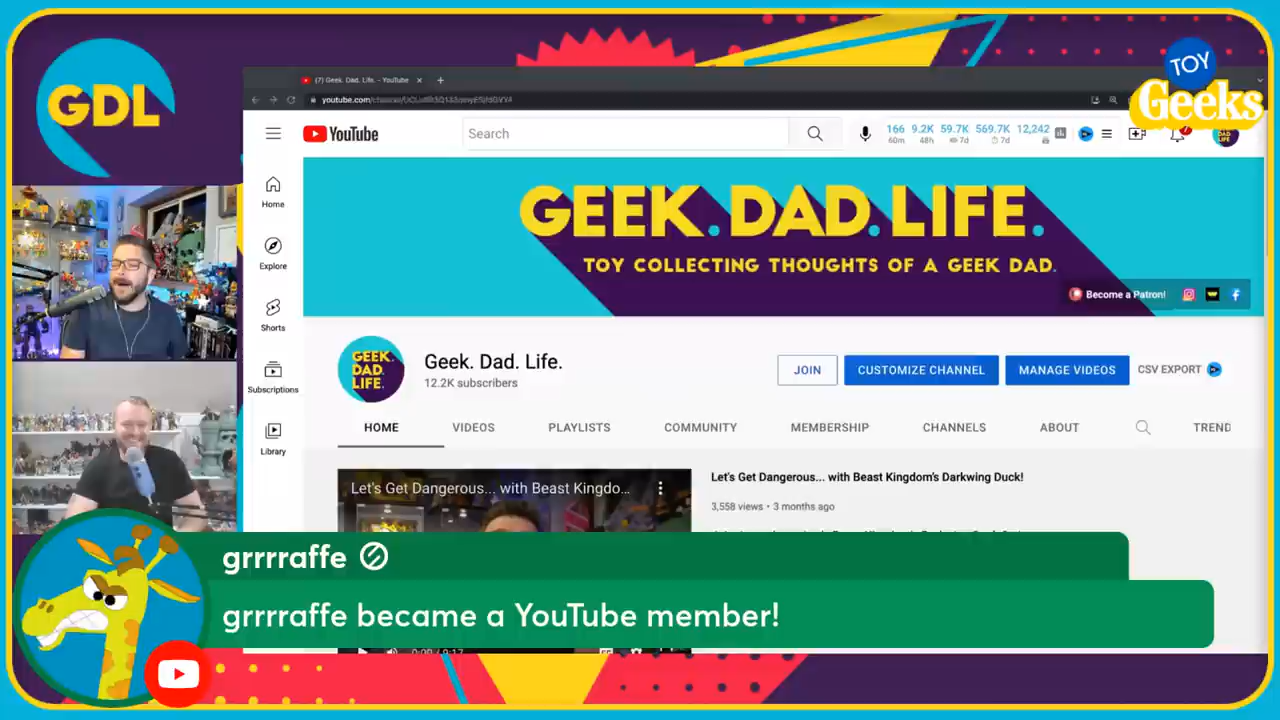 GDL
TOY
Geeks
(7) Geek. Dad. Life. - YouTube
YouTube
Search
166 9.2K 59.7K 569.7K 12,242
60m 48h 7d 7d
GEEK.DAD.LIFE.
TOY COLLECTING THOUGHTS OF A GEEK DAD.
Become a Patron!
Home
Explore
Shorts
Subscriptions
Library
GEEK.
DAD.
LIFE.
Geek. Dad. Life.
12.2K subscribers
JOIN
CUSTOMIZE CHANNEL
MANAGE VIDEOS
CSV EXPORT
HOME
VIDEOS
PLAYLISTS
COMMUNITY
MEMBERSHIP
CHANNELS
ABOUT
TREND
Let's Get Dangerous... with Beast Kingdo...
Let's Get Dangerous... with Beast Kingdom's Darkwing Duck!
3,558 views • 3 months ago
grrrraffe
grrrraffe became a YouTube member!